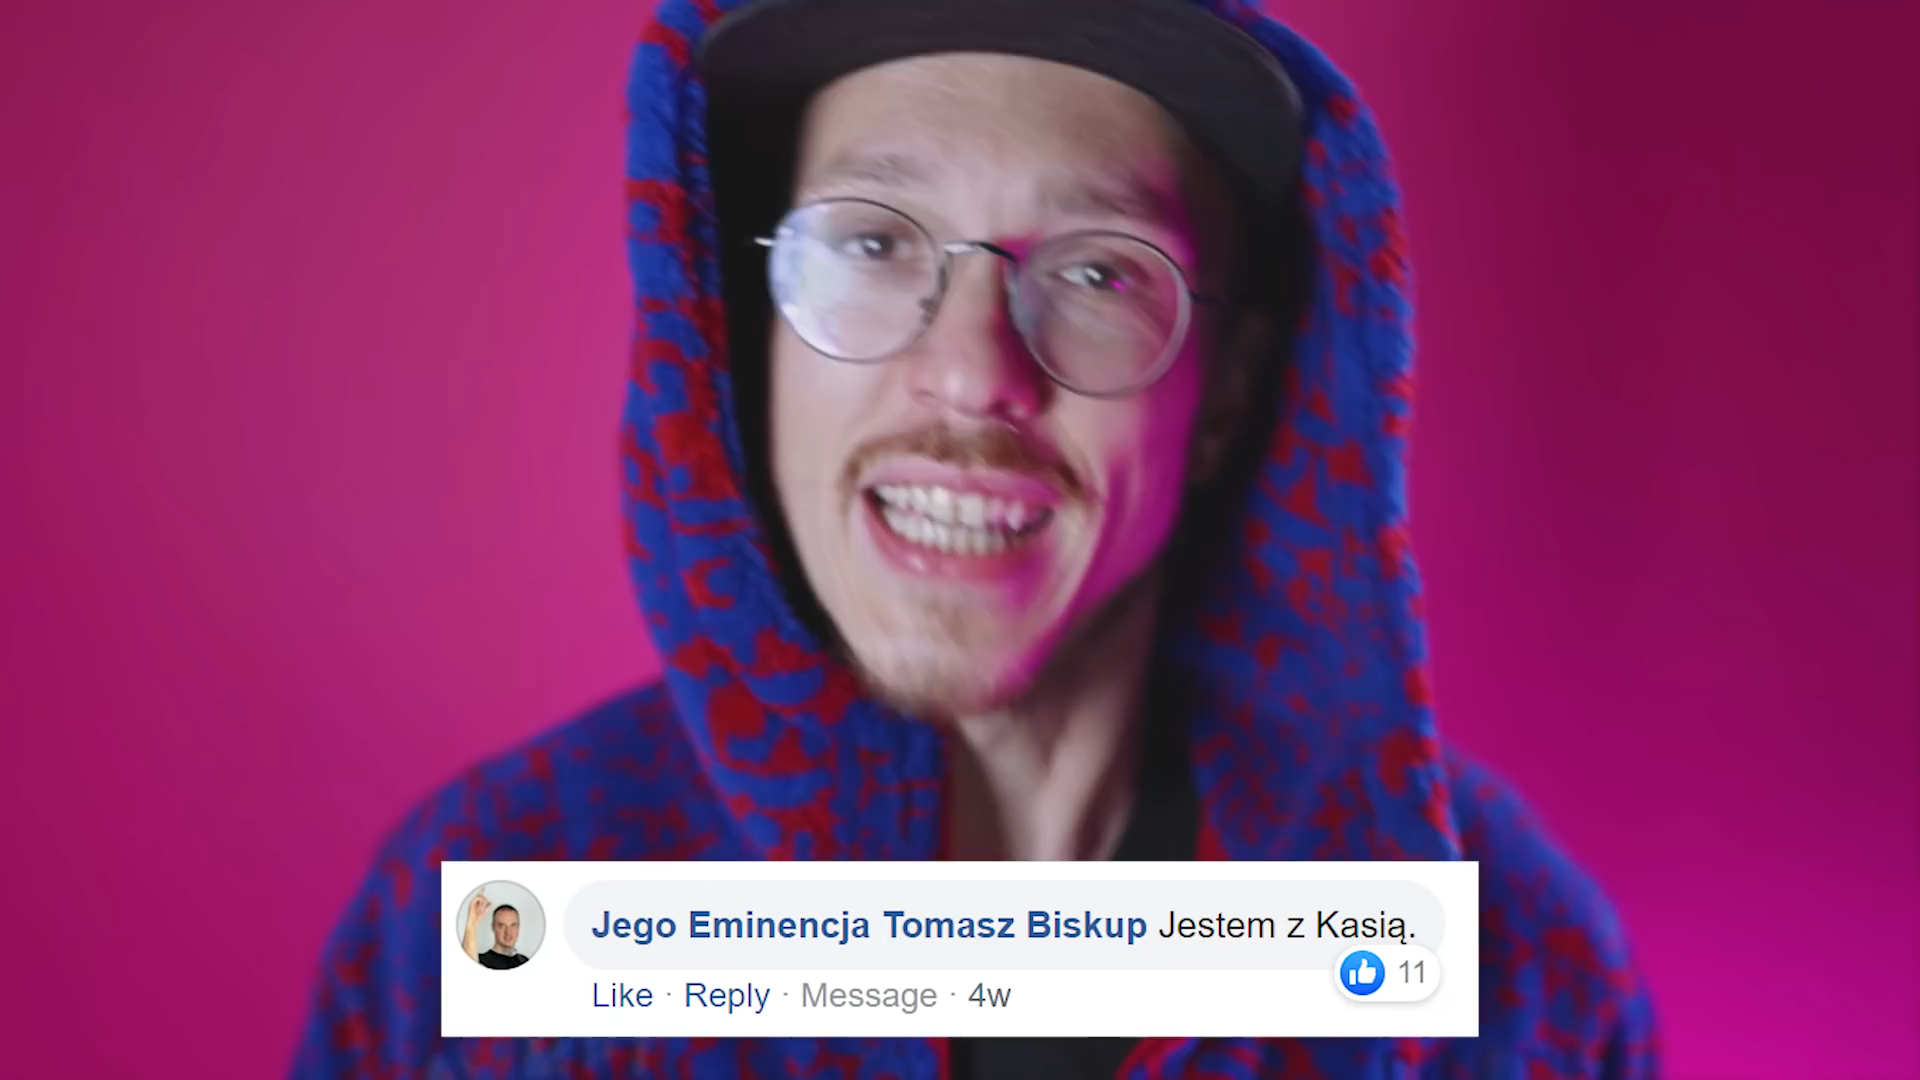 Jego Eminencja Tomasz Biskup Jestem z Kasią.
11
Like · Reply · Message · 4w